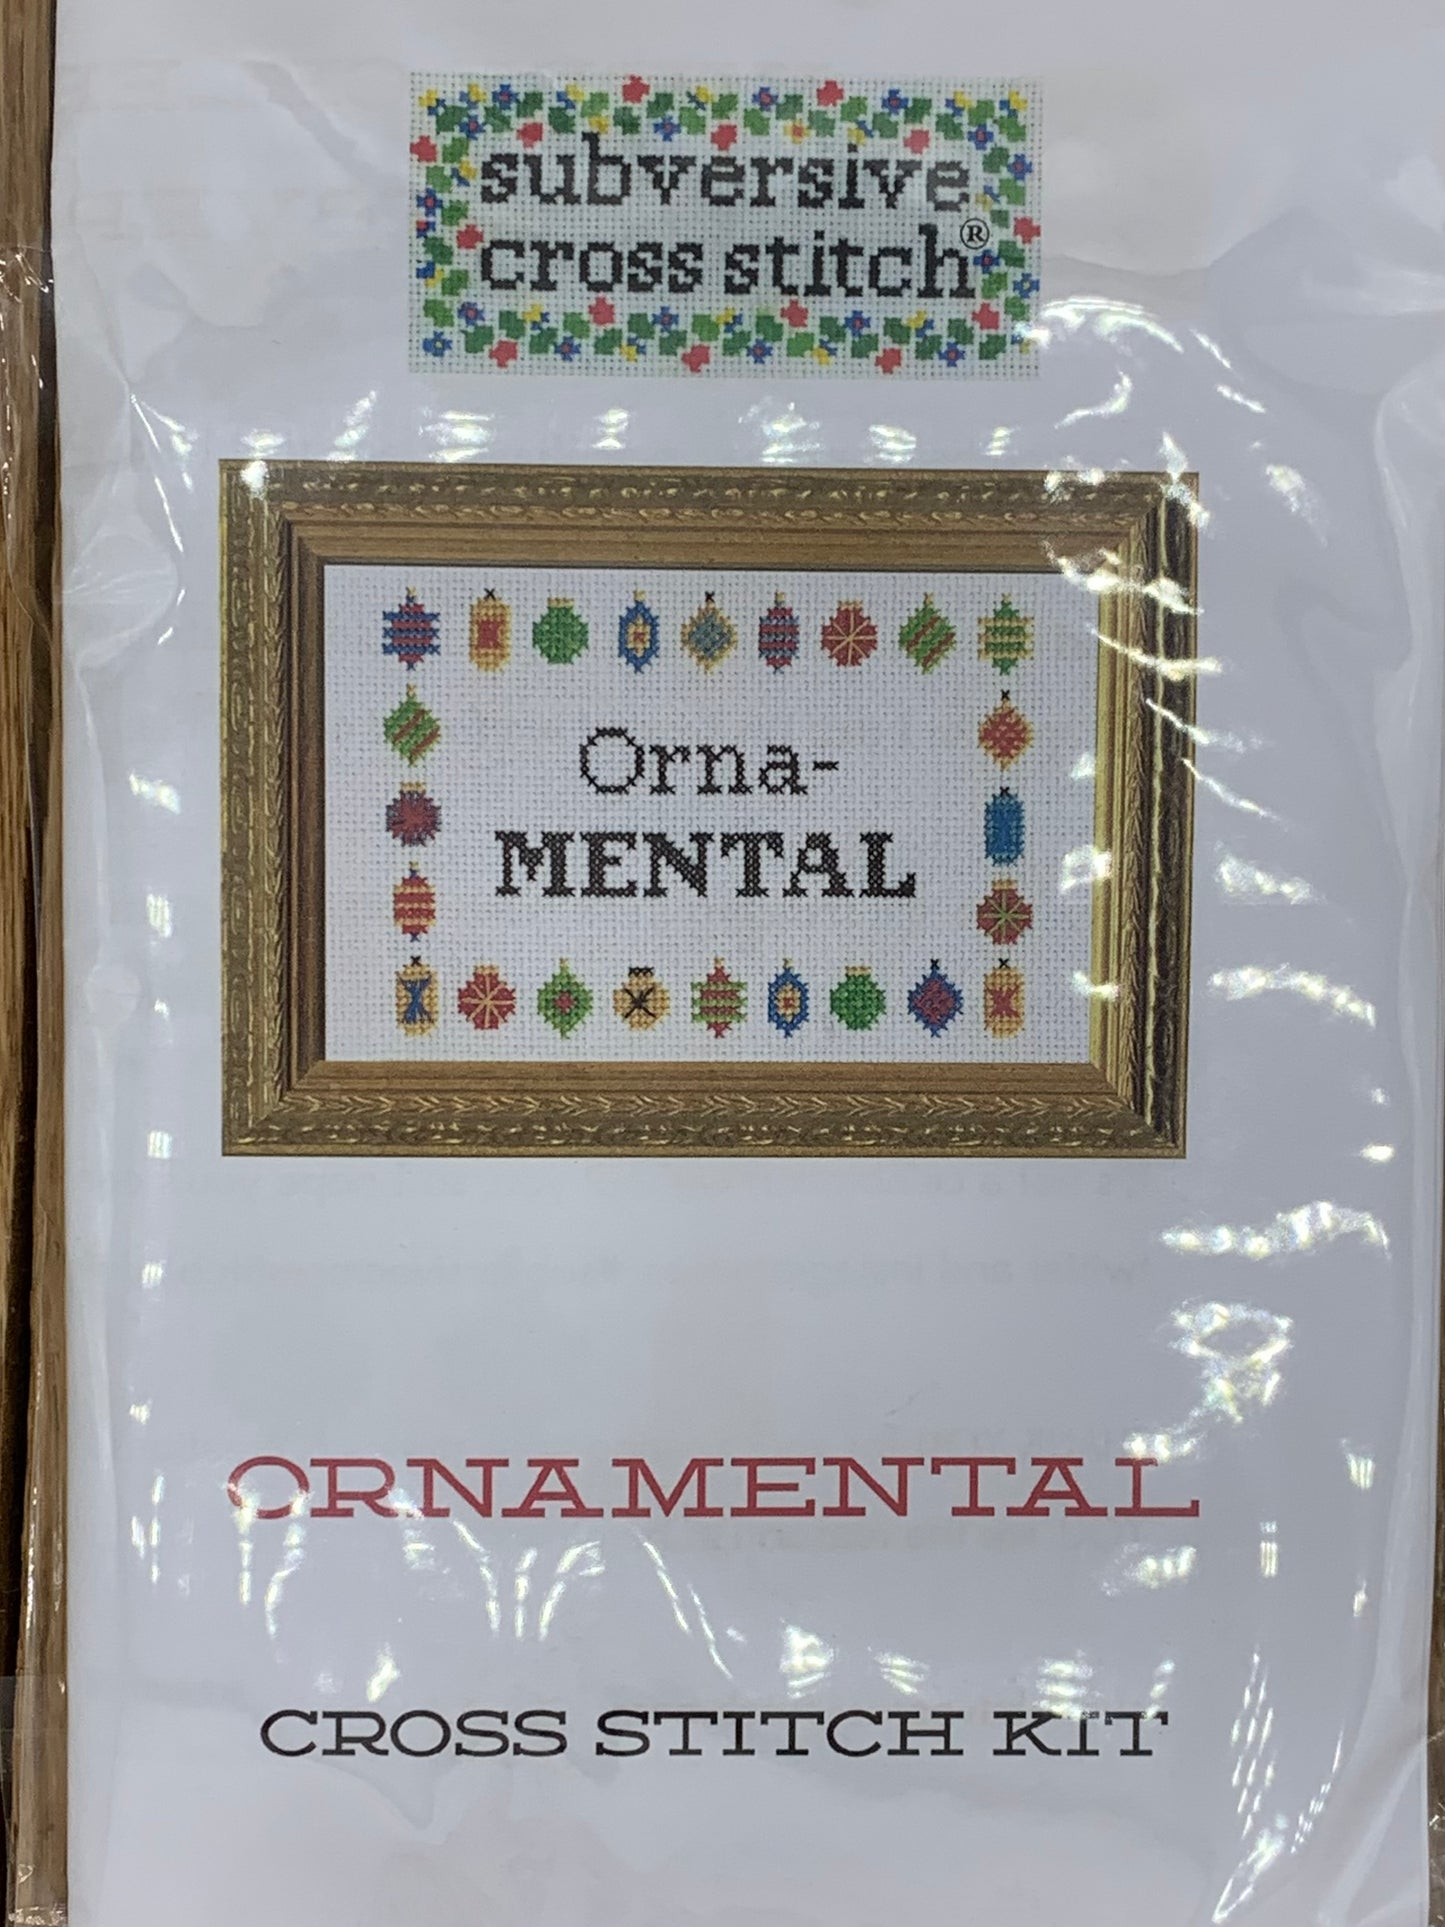 subversive
cross stitch®
Orna-
MENTAL
ORNAMENTAL
CROSS STITCH KIT